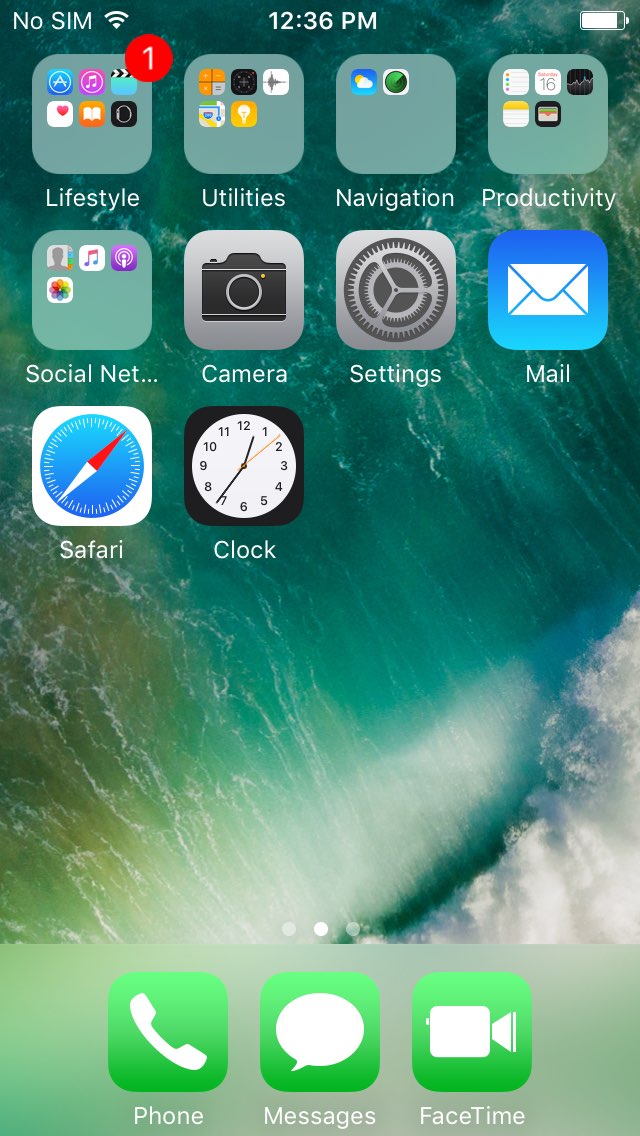 No SIM 12:36 PM
1
Lifestyle Utilities Navigation Productivity
Saturday
16
Social Net... Camera Settings Mail
12
11 1
10 2
9 3
8 4
7 5
6
Safari Clock
Phone Messages FaceTime